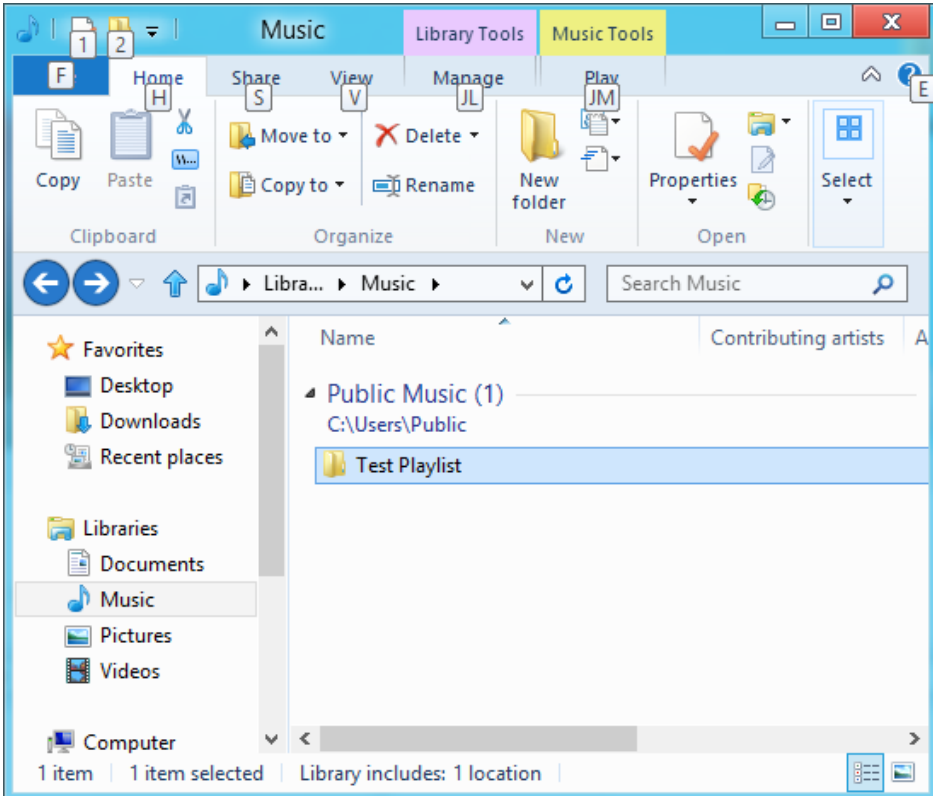 Music
Library Tools
Music Tools
1
2
F
Home
Share
View
Manage
Play
H
S
V
JL
JM
E
Copy
Paste
Move to
Copy to
Delete
Rename
New
folder
Properties
Select
Clipboard
Organize
New
Open
Libra...
Music
Search Music
Favorites
Desktop
Downloads
Recent places
Libraries
Documents
Music
Pictures
Videos
Computer
Name
Contributing artists
A
Public Music (1)
C:\Users\Public
Test Playlist
1 item
1 item selected
Library includes: 1 location